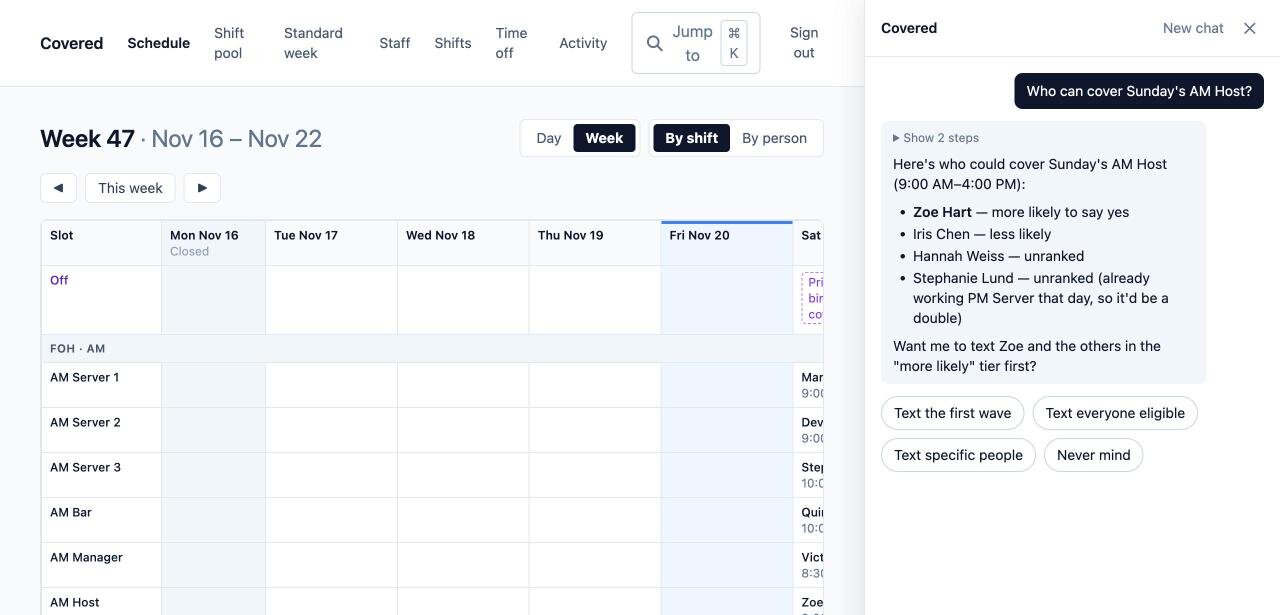 Covered
Schedule
Shift
pool
Standard
week
Staff
Shifts
Time
off
Activity
Jump
to
⌘
K
Sign
out
Week 47 · Nov 16 – Nov 22
Day
Week
By shift
By person
◀
This week
▶
Slot
Mon Nov 16
Closed
Tue Nov 17
Wed Nov 18
Thu Nov 19
Fri Nov 20
Sat
Off
FOH · AM
AM Server 1
AM Server 2
AM Server 3
AM Bar
AM Manager
AM Host
Covered
New chat
Who can cover Sunday's AM Host?
▶ Show 2 steps
Here's who could cover Sunday's AM Host
(9:00 AM–4:00 PM):
• Zoe Hart — more likely to say yes
• Iris Chen — less likely
• Hannah Weiss — unranked
• Stephanie Lund — unranked (already
working PM Server that day, so it'd be a
double)
Want me to text Zoe and the others in the
"more likely" tier first?
Text the first wave
Text everyone eligible
Text specific people
Never mind